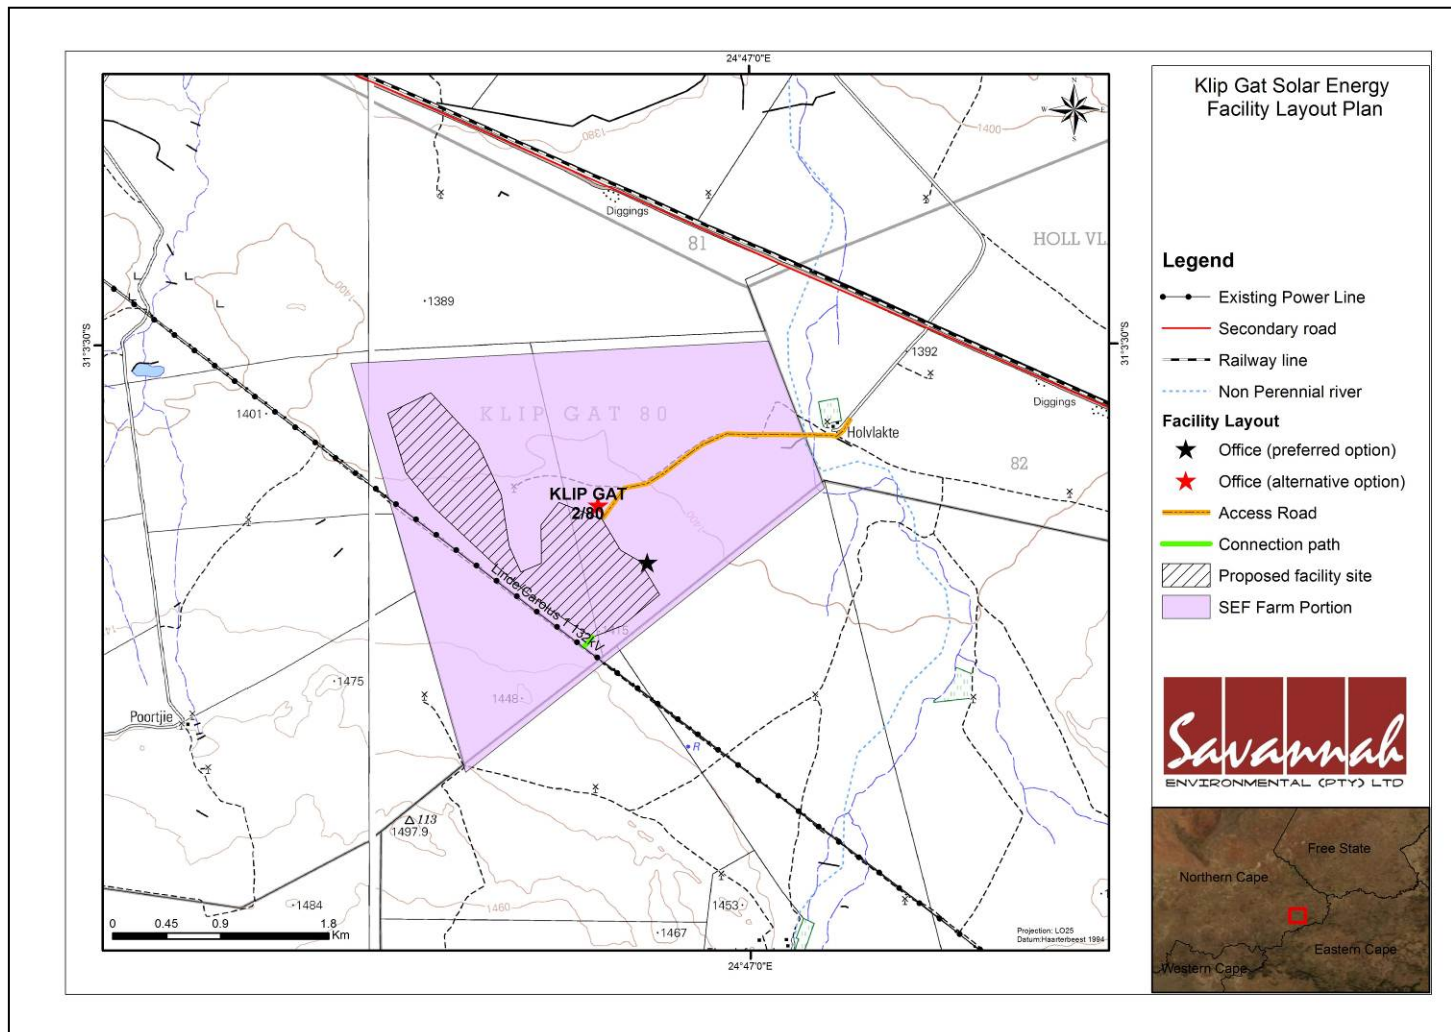 24°47'0"E
Klip Gat Solar Energy
Facility Layout Plan
N
W
E
S
1380
1400
Diggings
81
HOLL VL
1400
1389
31°3'30"S
31°3'30"S
1392
Diggings
1401
KLIP GAT 80
Holvlakte
82
KLIP GAT
2/80
1400
Linde/Carolus 1 132kV
1415
1475
1448
Poortjie
R
113
1497.9
1484
1460
1453
1467
0 0.45 0.9 1.8
Km
Projection: LO25
Datum:Haarterbeest 1994
24°47'0"E
Legend
Existing Power Line
Secondary road
Railway line
Non Perennial river
Facility Layout
Office (preferred option)
Office (alternative option)
Access Road
Connection path
Proposed facility site
SEF Farm Portion
Savannah
ENVIRONMENTAL (PTY) LTD
Free State
Northern Cape
Eastern Cape
Western Cape